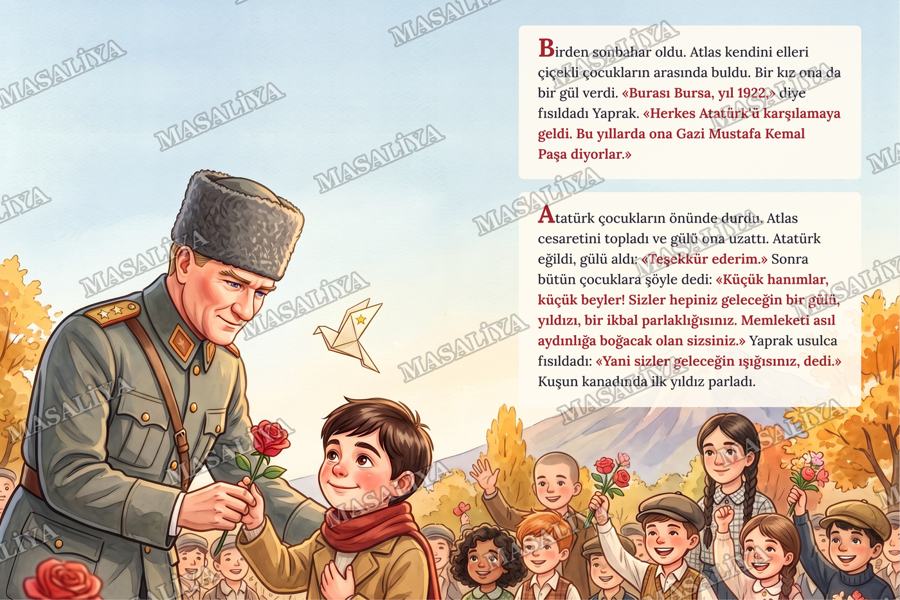 MASALİYA
Birden sonbahar oldu. Atlas kendini elleri
çiçekli çocukların arasında buldu. Bir kız ona da
bir gül verdi. «Burası Bursa, yıl 1922,» diye
fısıldadı Yaprak. «Herkes Atatürk'ü karşılamaya
geldi. Bu yıllarda ona Gazi Mustafa Kemal
Paşa diyorlar.»
Atatürk çocukların önünde durdu. Atlas
cesaretini topladı ve gülü ona uzattı. Atatürk
eğildi, gülü aldı: «Teşekkür ederim.» Sonra
bütün çocuklara şöyle dedi: «Küçük hanımlar,
küçük beyler! Sizler hepiniz geleceğin bir gülü,
yıldızı, bir ikbal parlaklığısınız. Memleketi asıl
aydınlığa boğacak olan sizsiniz.» Yaprak usulca
fısıldadı: «Yani sizler geleceğin ışığısınız, dedi.»
Kuşun kanadında ilk yıldız parladı.